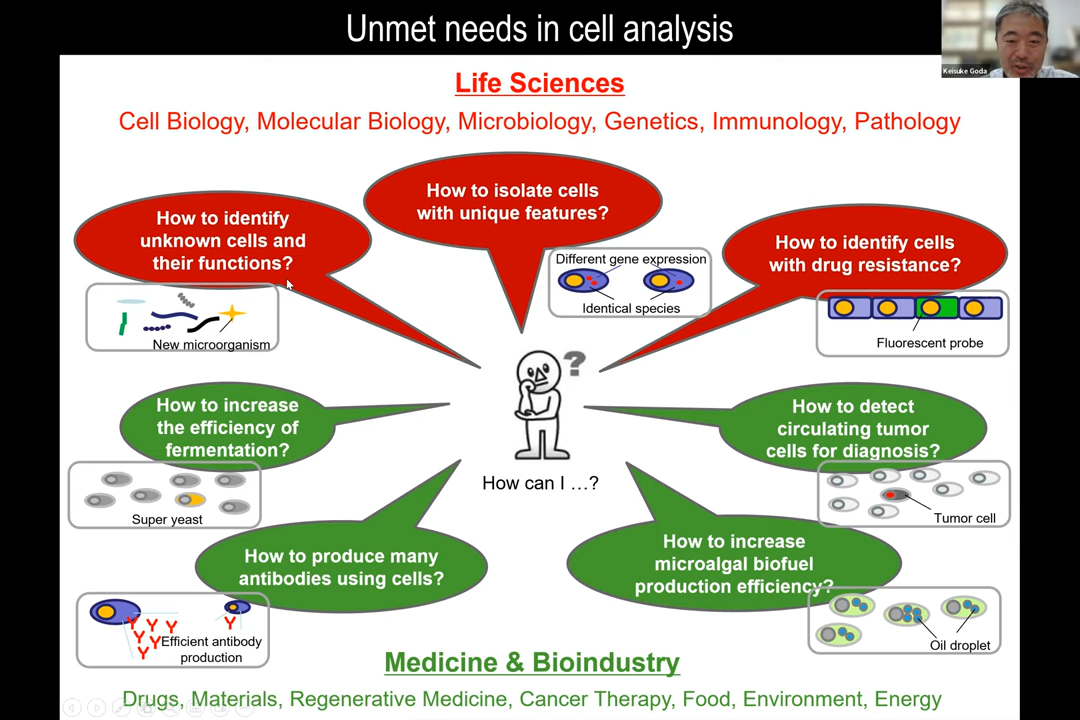 Unmet needs in cell analysis
Keisuke Goda
Life Sciences
Cell Biology, Molecular Biology, Microbiology, Genetics, Immunology, Pathology
How to identify
unknown cells and
their functions?
New microorganism
How to isolate cells
with unique features?
Different gene expression
Identical species
How to identify cells
with drug resistance?
Fluorescent probe
How to increase
the efficiency of
fermentation?
Super yeast
?
How can I ...?
How to detect
circulating tumor
cells for diagnosis?
Tumor cell
How to produce many
antibodies using cells?
Efficient antibody
production
How to increase
microalgal biofuel
production efficiency?
Oil droplet
Medicine & Bioindustry
Drugs, Materials, Regenerative Medicine, Cancer Therapy, Food, Environment, Energy